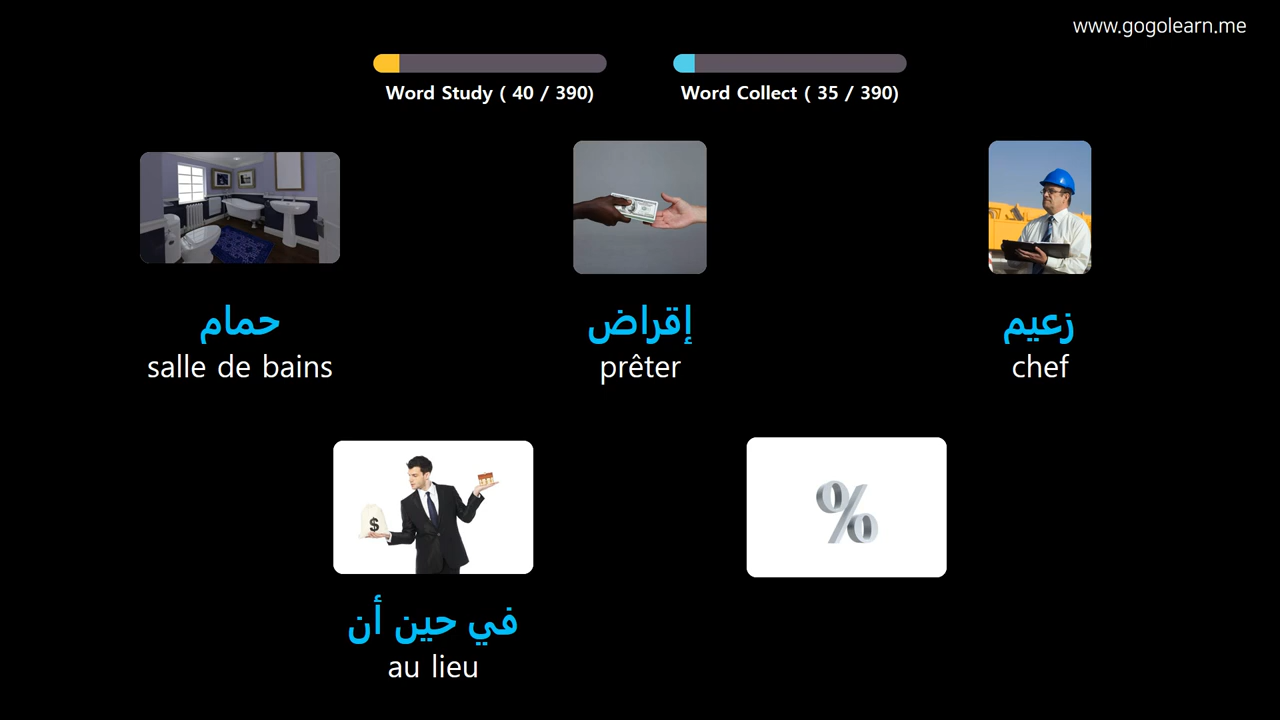 www.gogolearn.me
Word Study ( 40 / 390)
Word Collect ( 35 / 390)
حمام
salle de bains
إقراض
prêter
زعيم
chef
$
في حين أن
au lieu
%